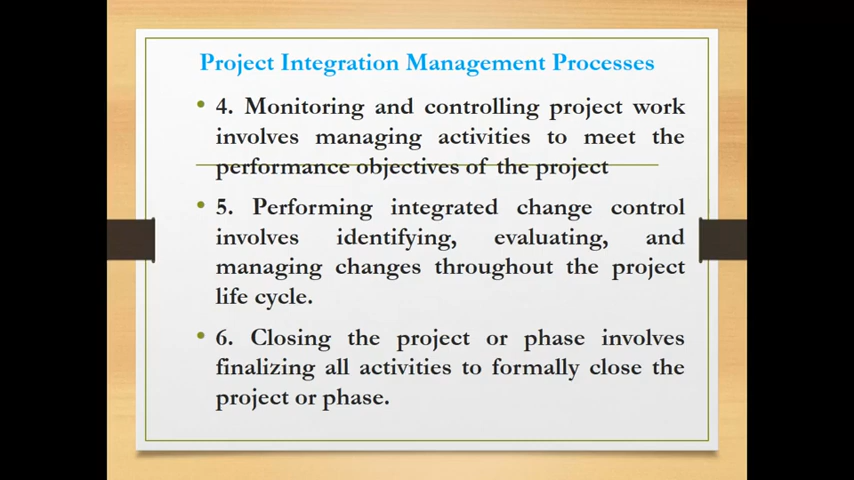 Project Integration Management Processes
• 4. Monitoring and controlling project work
involves managing activities to meet the
performance objectives of the project
• 5. Performing integrated change control
involves identifying, evaluating, and
managing changes throughout the project
life cycle.
• 6. Closing the project or phase involves
finalizing all activities to formally close the
project or phase.